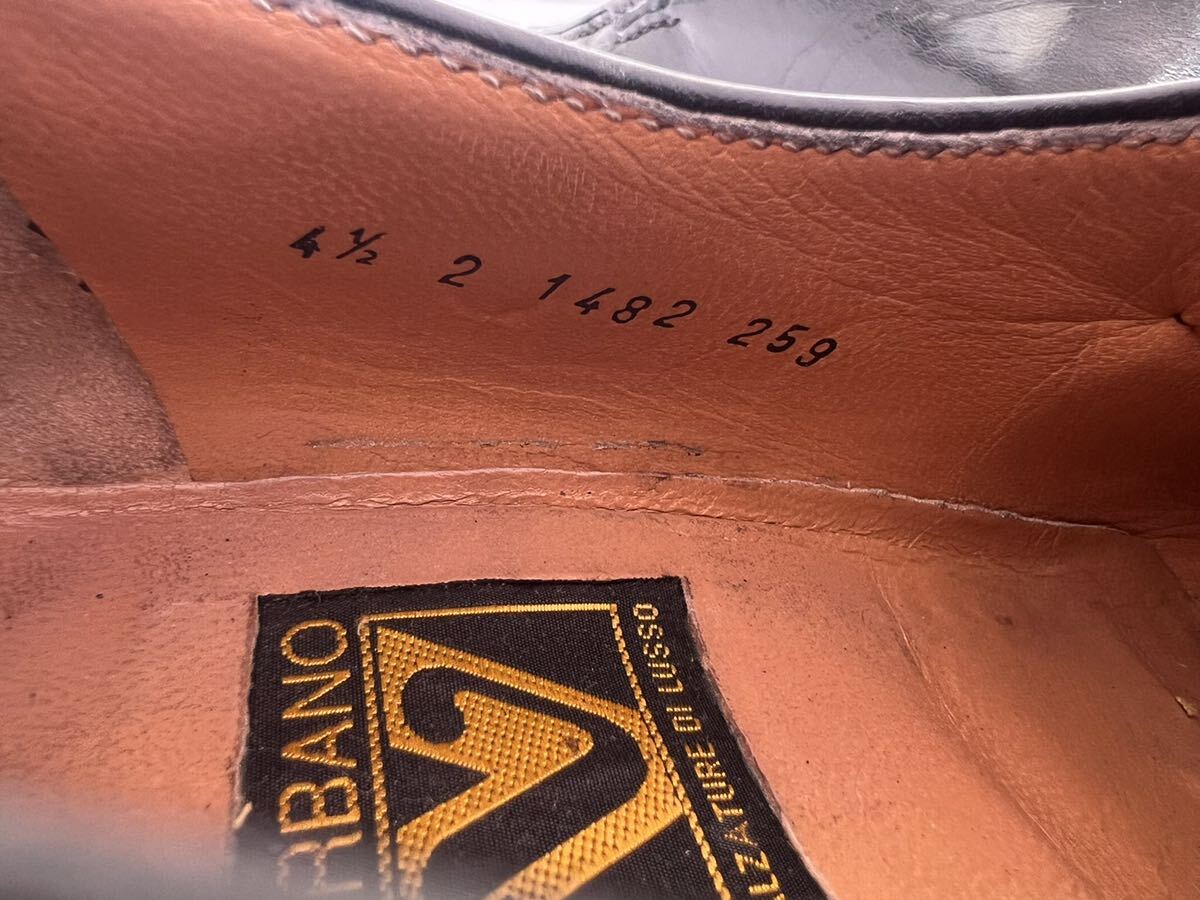 4½ 2 1482 259
RBANO
LZATURE DI LUSSO